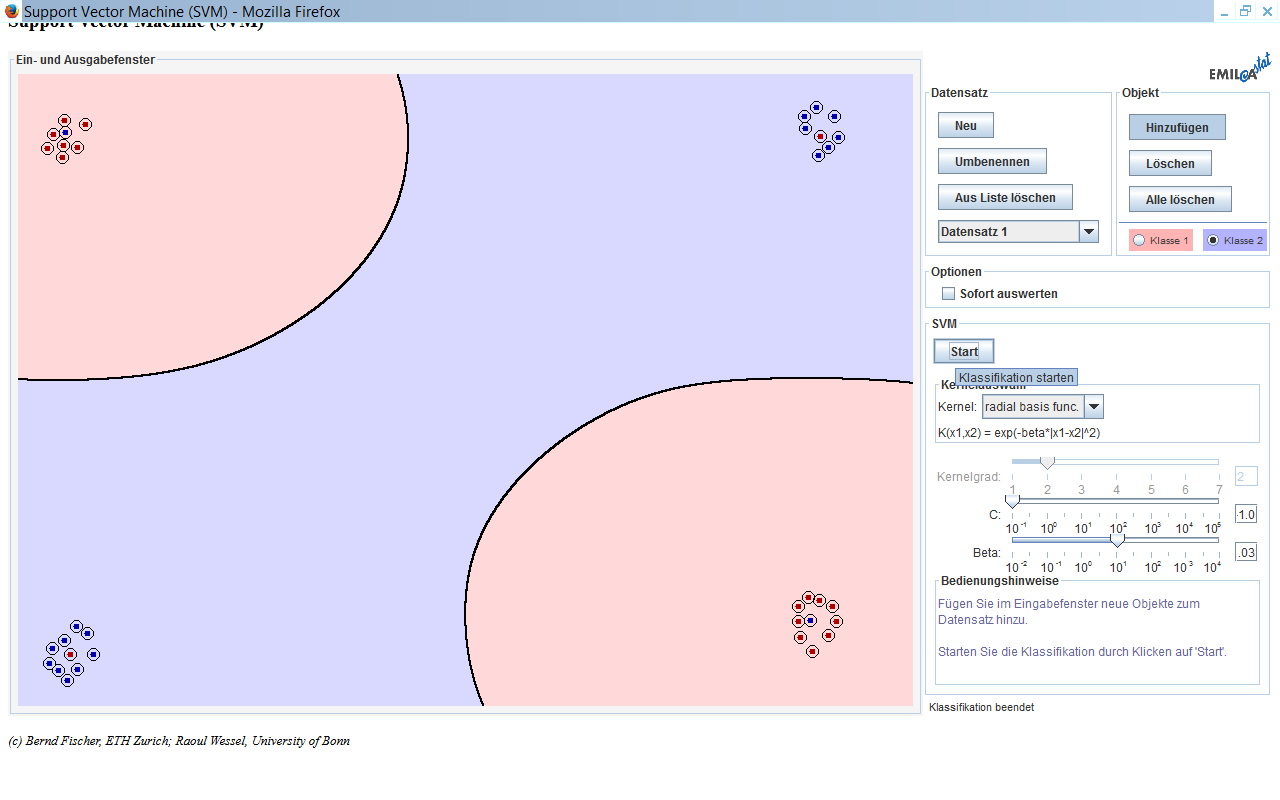 Support Vector Machine (SVM) - Mozilla Firefox
Support Vector Machine (SVM)
Ein- und Ausgabefenster
EMILeA stat
Datensatz
Neu
Umbenennen
Aus Liste löschen
Datensatz 1
Objekt
Hinzufügen
Löschen
Alle löschen
Klasse 1 Klasse 2
Optionen
Sofort auswerten
SVM
Start
Klassifikation starten
Kernelauswahl
Kernel: radial basis func.
K(x1,x2) = exp(-beta*|x1-x2|^2)
Kernelgrad: 2
1 2 3 4 5 6 7
C: -1.0
10^-1 10^0 10^1 10^2 10^3 10^4 10^5
Beta: .03
10^-2 10^-1 10^0 10^1 10^2 10^3 10^4
Bedienungshinweise
Fügen Sie im Eingabefenster neue Objekte zum
Datensatz hinzu.
Starten Sie die Klassifikation durch Klicken auf 'Start'.
Klassifikation beendet
(c) Bernd Fischer, ETH Zurich; Raoul Wessel, University of Bonn